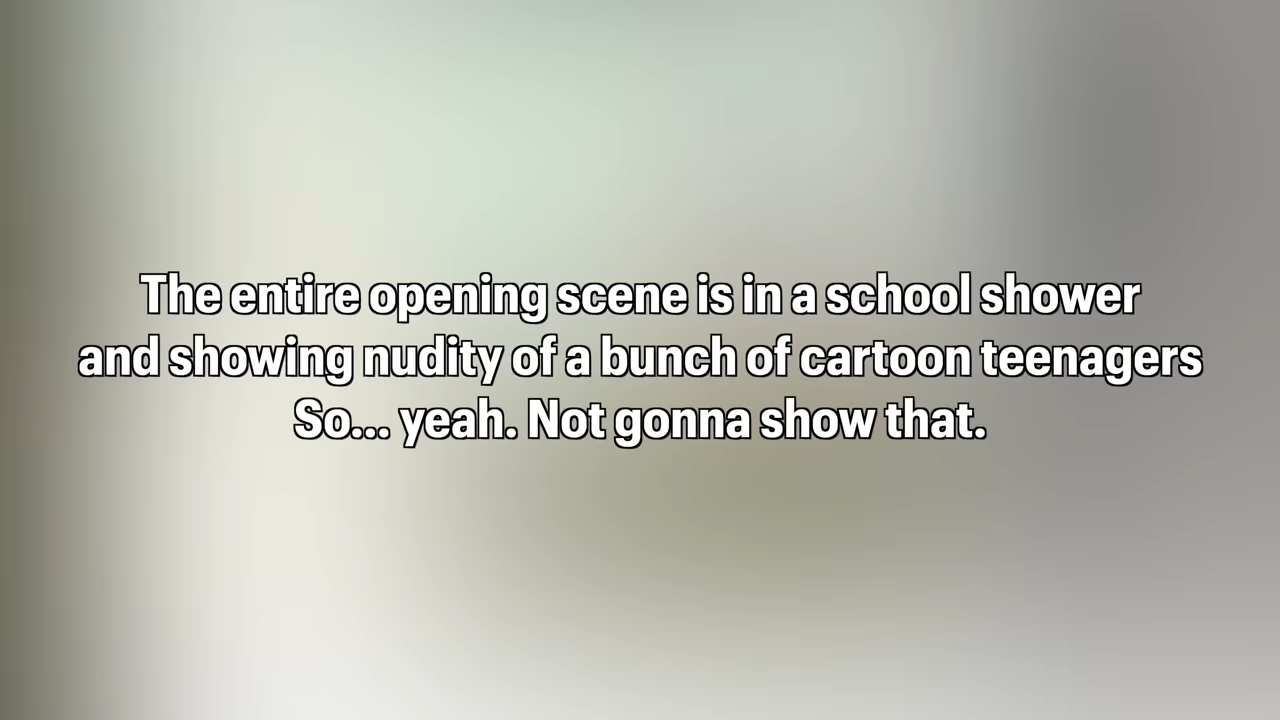 The entire opening scene is in a school shower
and showing nudity of a bunch of cartoon teenagers
So... yeah. Not gonna show that.